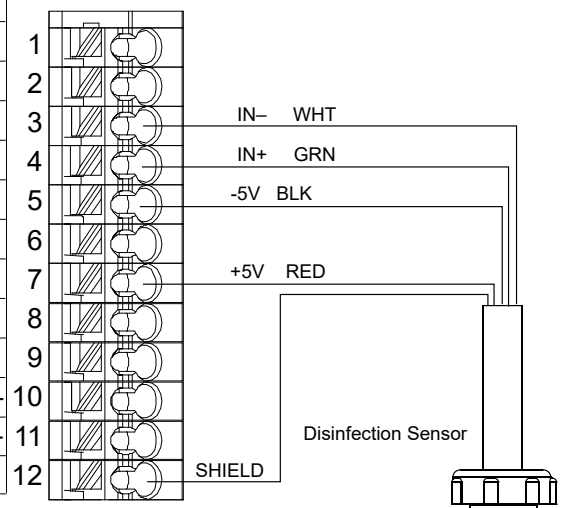 1
2
3 IN– WHT
4 IN+ GRN
5 -5V BLK
6
7 +5V RED
8
9
10
11 Disinfection Sensor
12 SHIELD